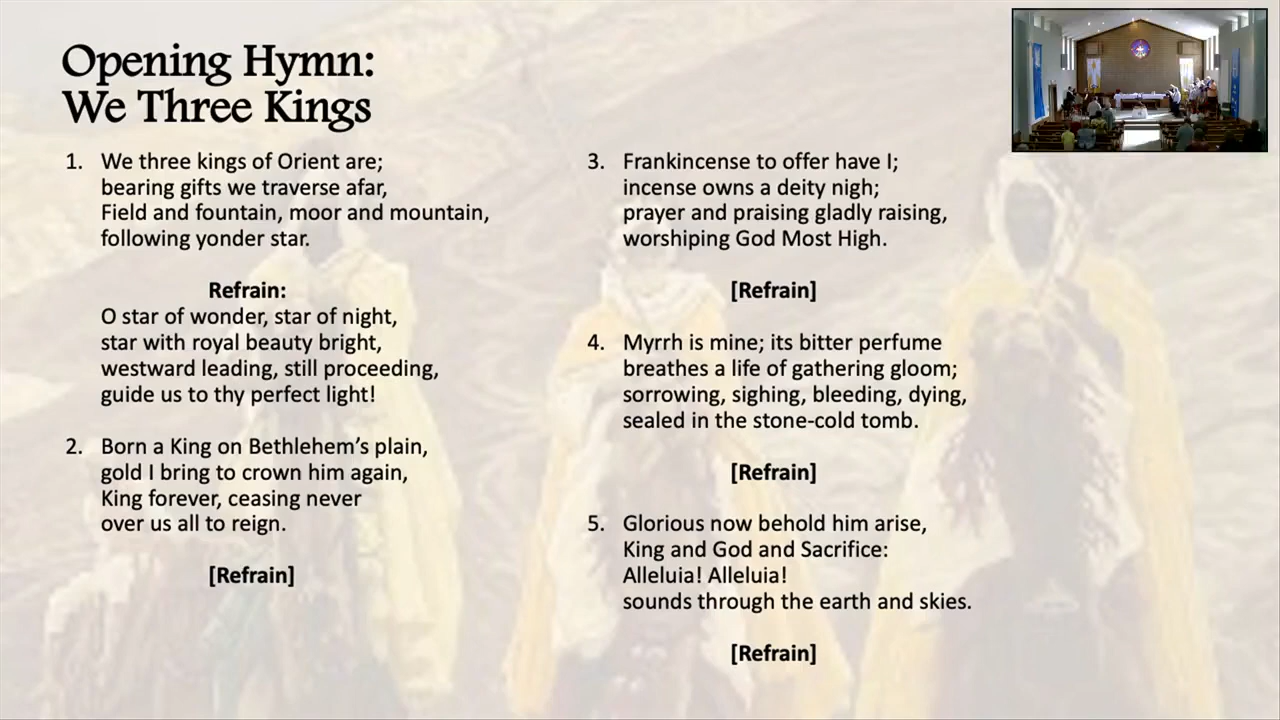 Opening Hymn:
We Three Kings
1. We three kings of Orient are;
bearing gifts we traverse afar,
Field and fountain, moor and mountain,
following yonder star.
Refrain:
O star of wonder, star of night,
star with royal beauty bright,
westward leading, still proceeding,
guide us to thy perfect light!
2. Born a King on Bethlehem’s plain,
gold I bring to crown him again,
King forever, ceasing never
over us all to reign.
[Refrain]
3. Frankincense to offer have I;
incense owns a deity nigh;
prayer and praising gladly raising,
worshiping God Most High.
[Refrain]
4. Myrrh is mine; its bitter perfume
breathes a life of gathering gloom;
sorrowing, sighing, bleeding, dying,
sealed in the stone-cold tomb.
[Refrain]
5. Glorious now behold him arise,
King and God and Sacrifice:
Alleluia! Alleluia!
sounds through the earth and skies.
[Refrain]